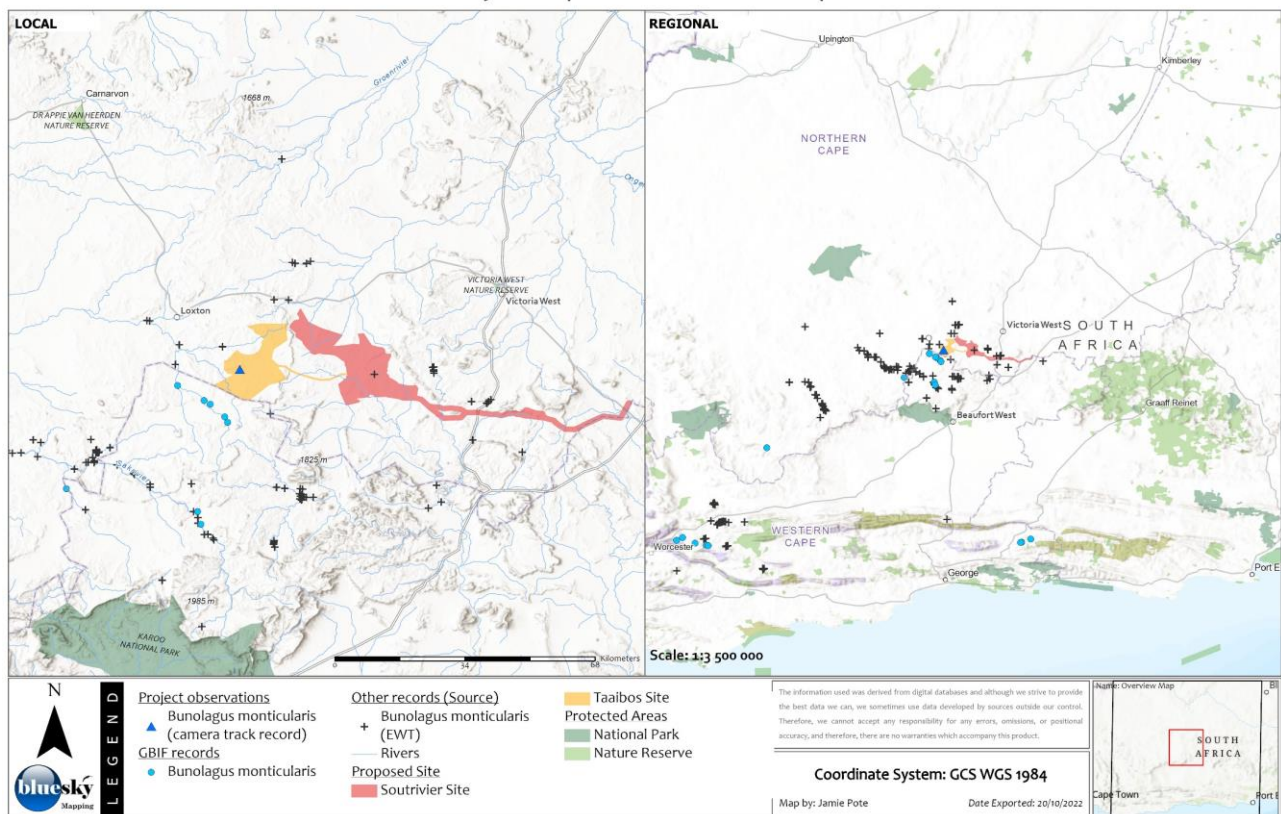 LOCAL
Carnarvon
DR APPIE VAN HEERDEN
NATURE RESERVE
1668 m
Groenrivier
Loxton
VICTORIA WEST
NATURE RESERVE
Victoria West
1825 m
1985 m
KAROO
NATIONAL PARK
0 34 68 Kilometers
REGIONAL
Upington
Kimberley
NORTHERN
CAPE
Victoria West
SOUTH
AFRICA
Graaff Reinet
Beaufort West
WESTERN
CAPE
Worcester
George
Port E
Scale: 1:3 500 000
N
bluesky
Mapping
LEGEND
Project observations
Bunolagus monticularis
(camera track record)
GBIF records
Bunolagus monticularis
Other records (Source)
Bunolagus monticularis
(EWT)
Rivers
Proposed Site
Soutrivier Site
Taaibos Site
Protected Areas
National Park
Nature Reserve
The information used was derived from digital databases and although we strive to provide
the best data we can, we sometimes use data developed by sources outside our control.
Therefore, we cannot accept any responsibility for any errors, omissions, or positional
accuracy, and therefore, there are no warranties which accompany this product.
Coordinate System: GCS WGS 1984
Map by: Jamie Pote
Date Exported: 20/10/2022
Name: Overview Map
SOUTH
AFRICA
Cape Town
Port E